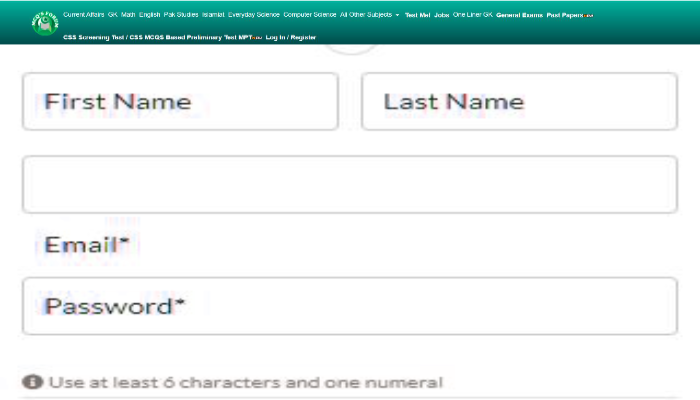 Current Affairs GK Math English Pak Studies Islamiat Everyday Science Computer Science All Other Subjects Test Mat Jobs One Liner GK General Exams Past Papers
CSS Screening Test / CSS MCQS Based Preliminary Test MPT Log In / Register
First Name Last Name
Email*
Password*
Use at least 6 characters and one numeral